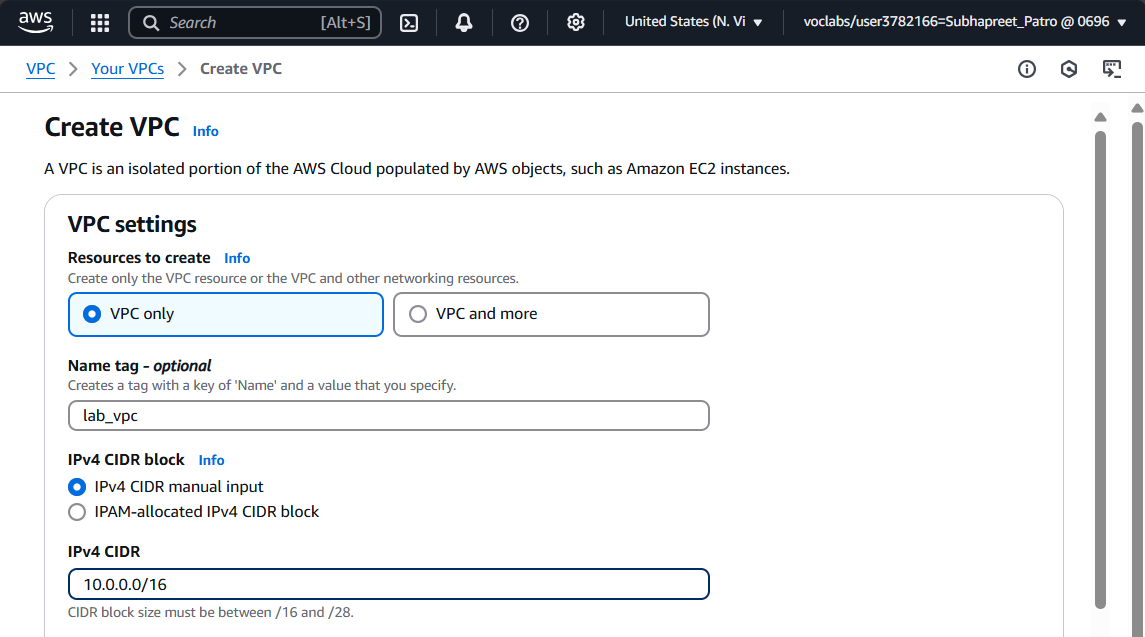 aws Search [Alt+S] United States (N. Vi voclabs/user3782166=Subhapreet_Patro @ 0696
VPC Your VPCs Create VPC
Create VPC Info
A VPC is an isolated portion of the AWS Cloud populated by AWS objects, such as Amazon EC2 instances.
VPC settings
Resources to create Info
Create only the VPC resource or the VPC and other networking resources.
VPC only VPC and more
Name tag - optional
Creates a tag with a key of 'Name' and a value that you specify.
lab_vpc
IPv4 CIDR block Info
IPv4 CIDR manual input
IPAM-allocated IPv4 CIDR block
IPv4 CIDR
10.0.0.0/16
CIDR block size must be between /16 and /28.